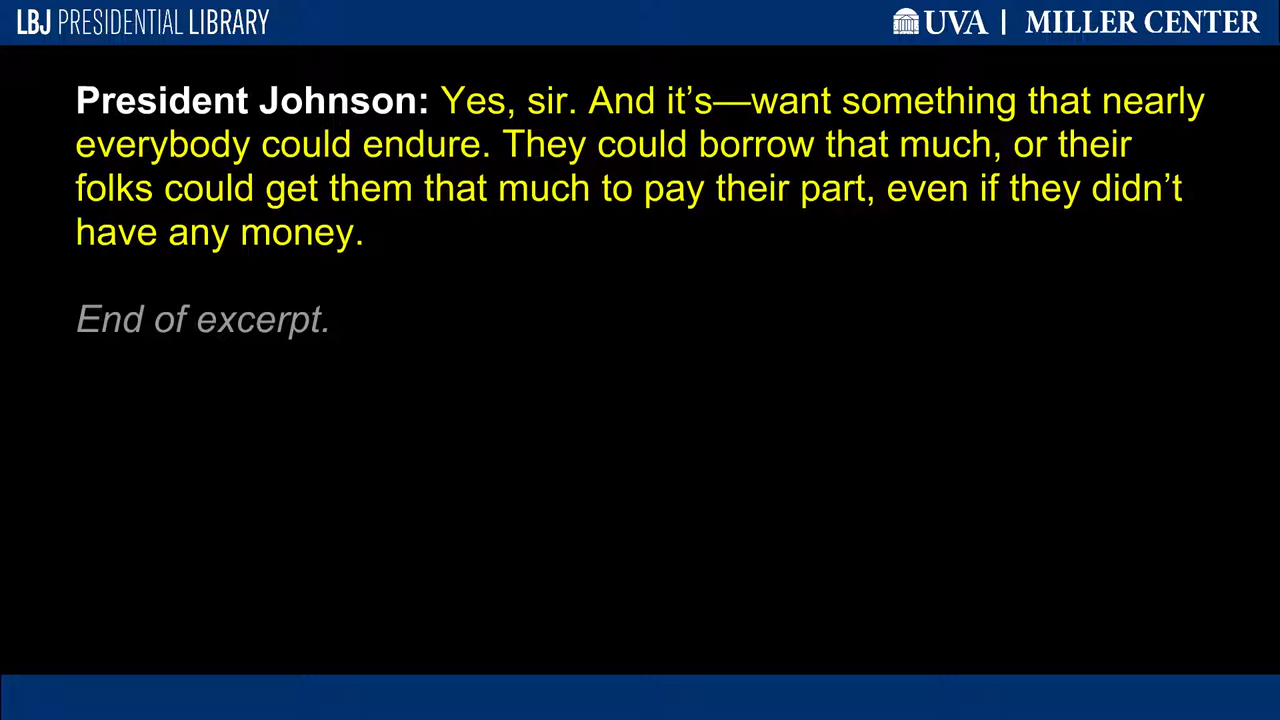 LBJ PRESIDENTIAL LIBRARY
UVA | MILLER CENTER
President Johnson: Yes, sir. And it’s—want something that nearly
everybody could endure. They could borrow that much, or their
folks could get them that much to pay their part, even if they didn’t
have any money.
End of excerpt.